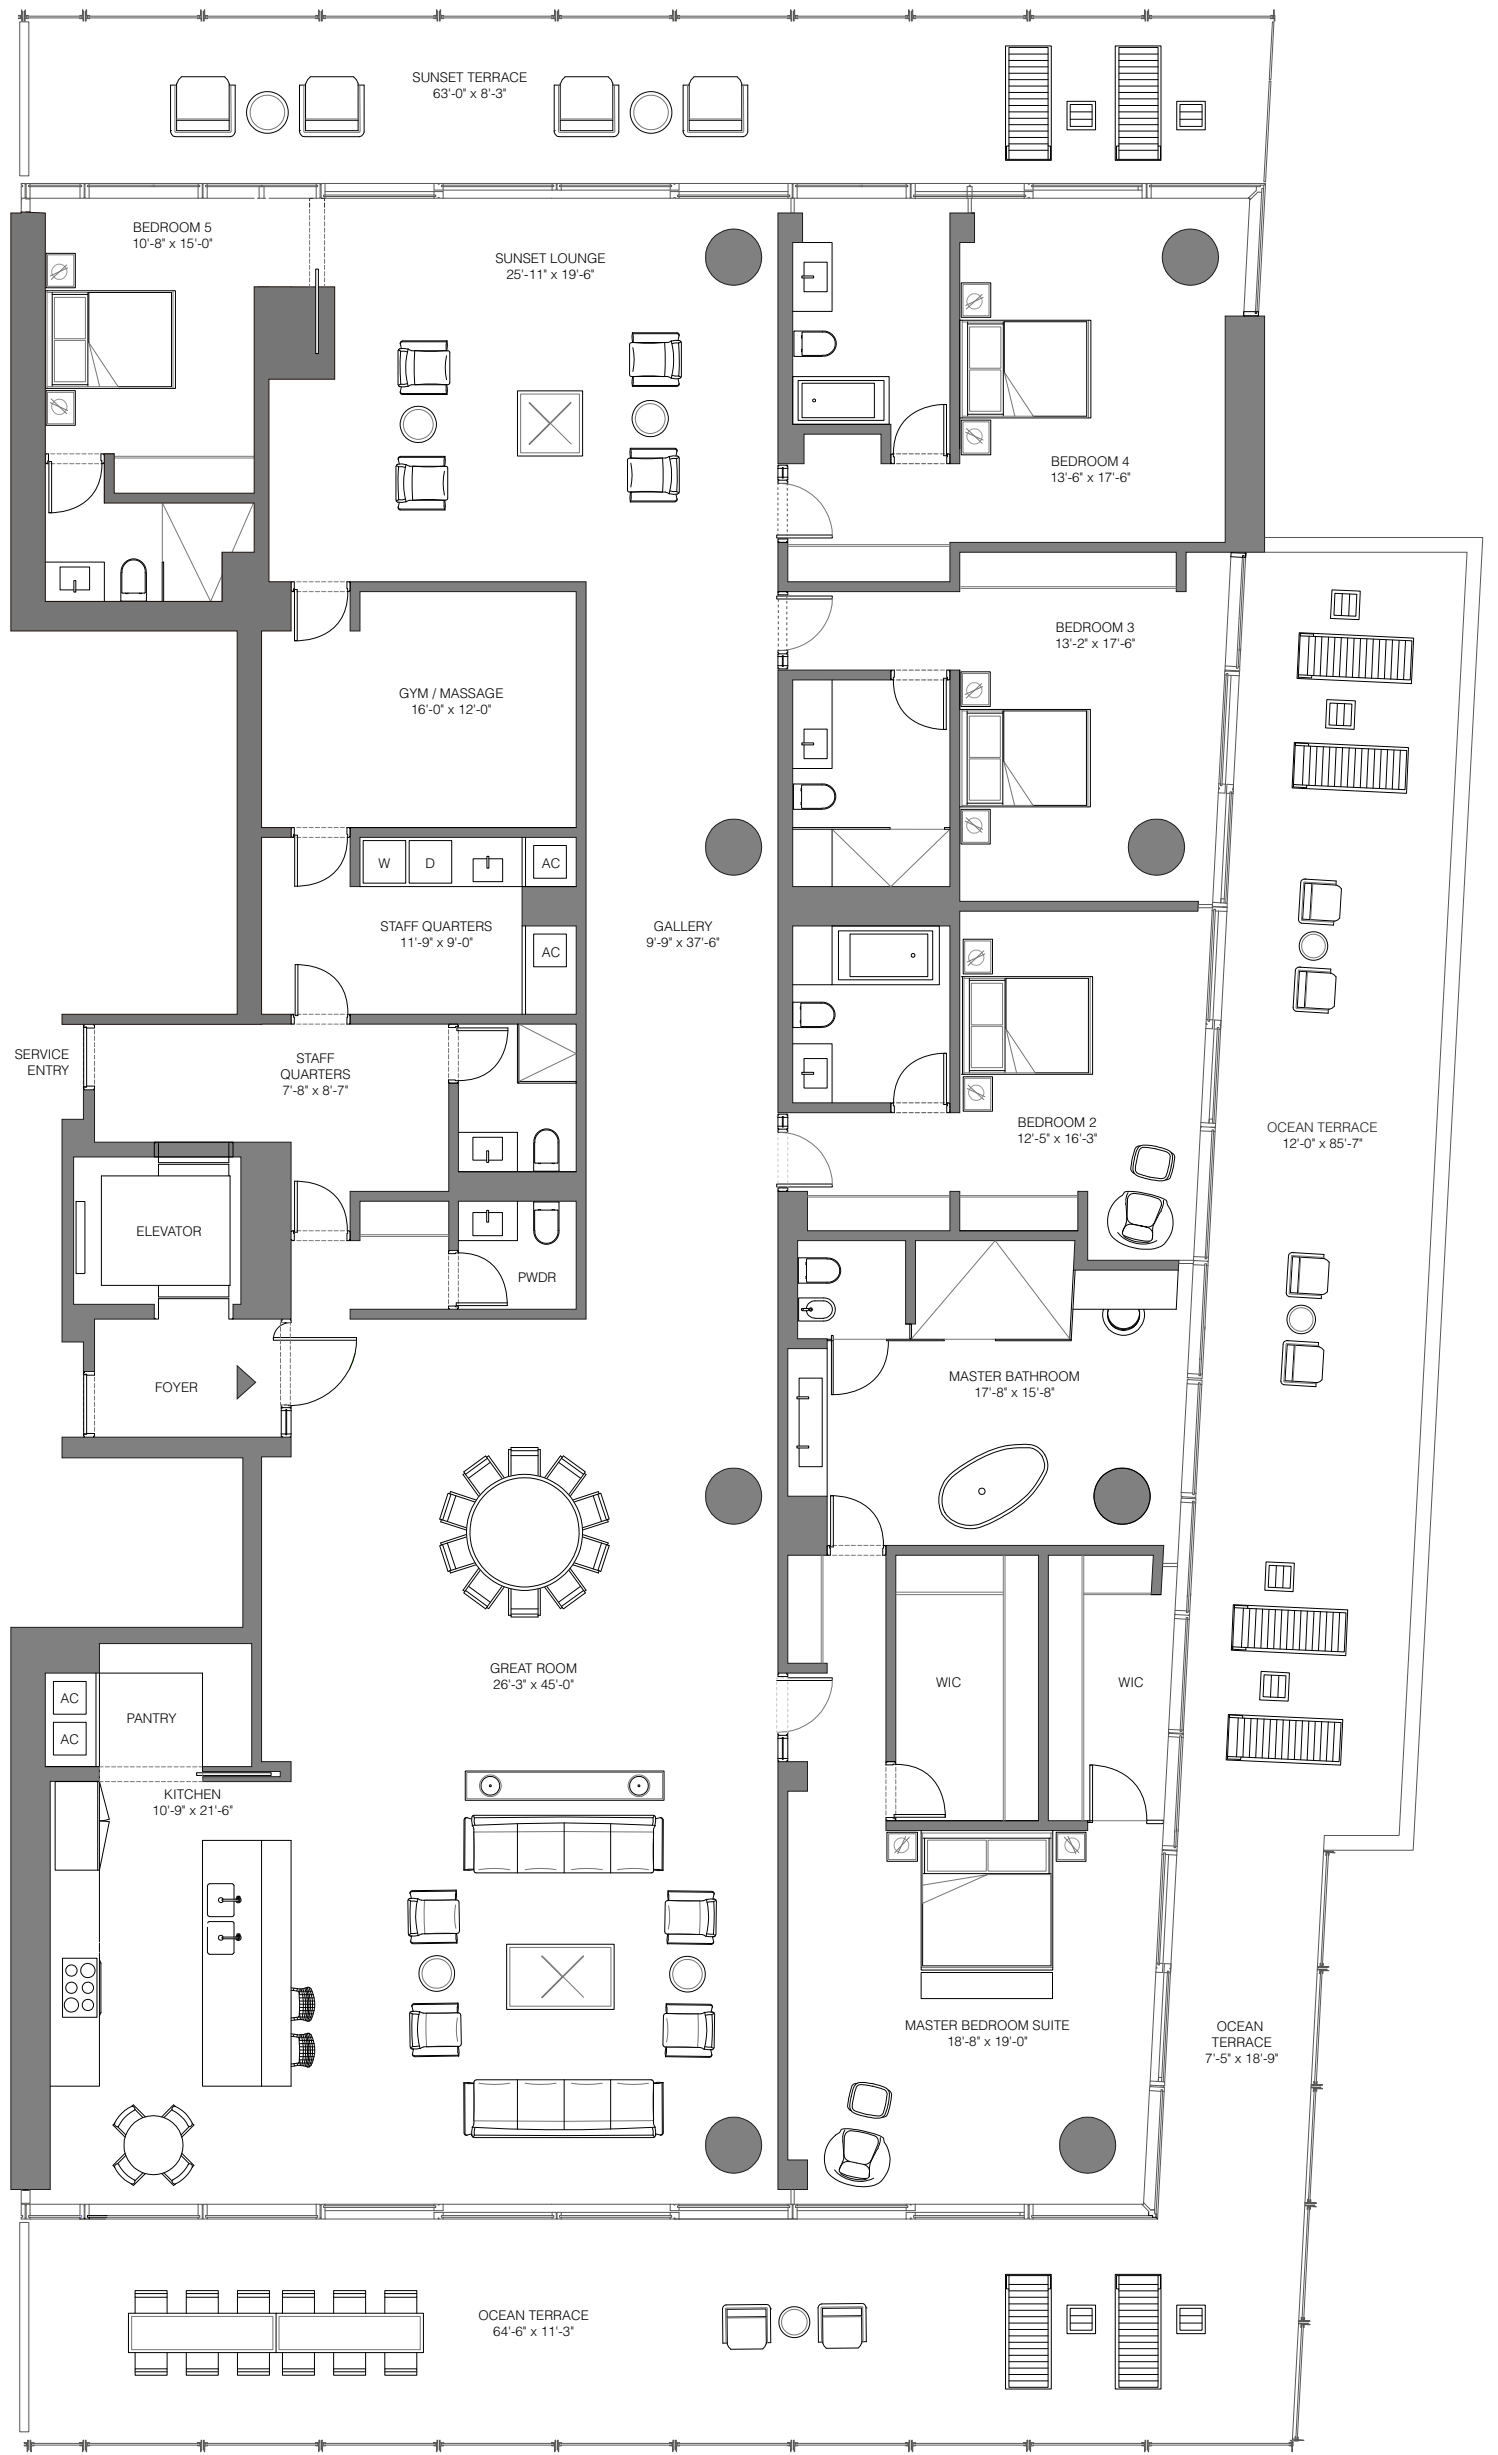 SUNSET TERRACE
63'-0" x 8'-3"
BEDROOM 5
10'-8" x 15'-0"
SUNSET LOUNGE
25'-11" x 19'-6"
BEDROOM 4
13'-6" x 17'-6"
BEDROOM 3
13'-2" x 17'-6"
GYM / MASSAGE
16'-0" x 12'-0"
W
D
AC
STAFF QUARTERS
11'-9" x 9'-0"
AC
GALLERY
9'-9" x 37'-6"
SERVICE
ENTRY
STAFF
QUARTERS
7'-8" x 8'-7"
BEDROOM 2
12'-5" x 16'-3"
OCEAN TERRACE
12'-0" x 85'-7"
ELEVATOR
PWDR
FOYER
MASTER BATHROOM
17'-8" x 15'-8"
GREAT ROOM
26'-3" x 45'-0"
WIC
WIC
AC
AC
PANTRY
KITCHEN
10'-9" x 21'-6"
MASTER BEDROOM SUITE
18'-8" x 19'-0"
OCEAN
TERRACE
7'-5" x 18'-9"
OCEAN TERRACE
64'-6" x 11'-3"